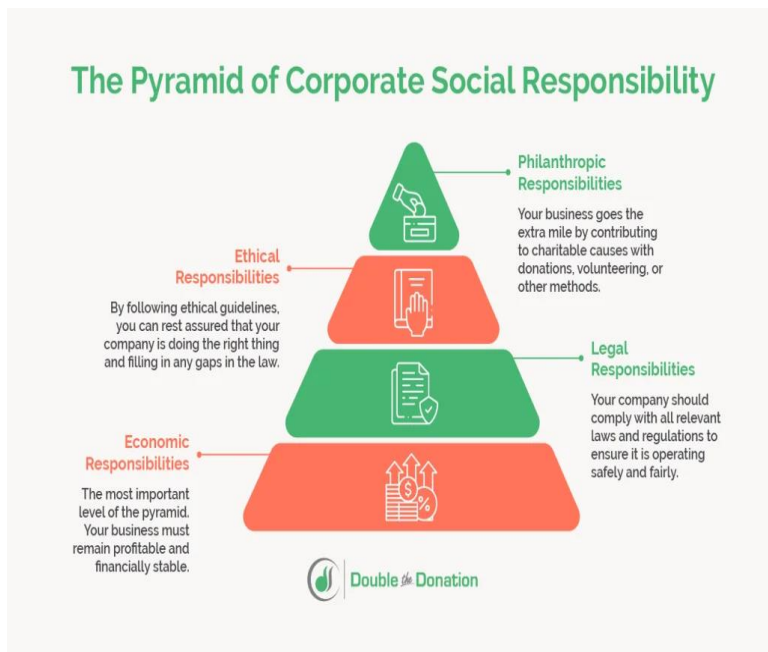 The Pyramid of Corporate Social Responsibility
Philanthropic
Responsibilities
Your business goes the
extra mile by contributing
to charitable causes with
donations, volunteering, or
other methods.
Ethical
Responsibilities
By following ethical guidelines,
you can rest assured that your
company is doing the right thing
and filling in any gaps in the law.
Legal
Responsibilities
Your company should
comply with all relevant
laws and regulations to
ensure it is operating
safely and fairly.
Economic
Responsibilities
The most important
level of the pyramid.
Your business must
remain profitable and
financially stable.
$
%
Double the Donation